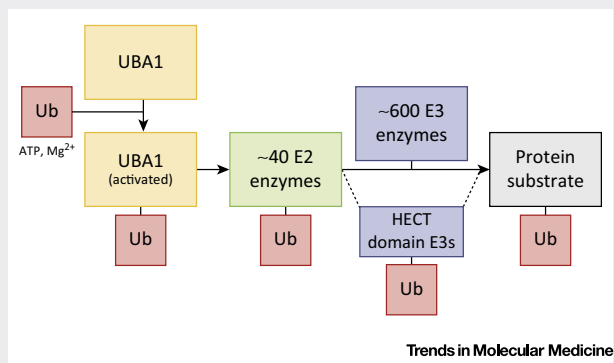 UBA1
Ub
ATP, Mg²⁺
UBA1
(activated)
Ub
~40 E2
enzymes
Ub
~600 E3
enzymes
HECT
domain E3s
Ub
Protein
substrate
Ub
Trends in Molecular Medicine